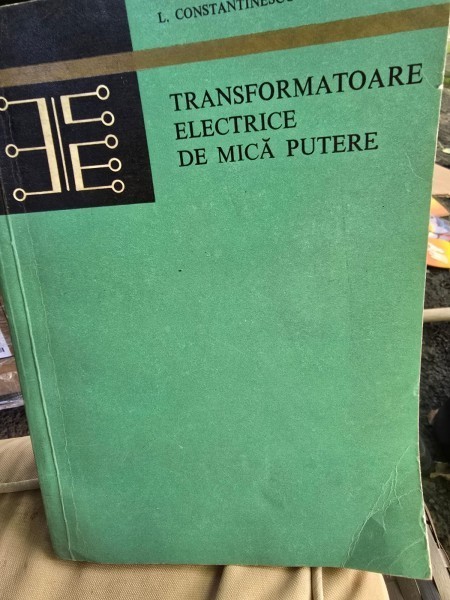 L. CONSTANTINESCU
TRANSFORMATOARE
ELECTRICE
DE MICĂ PUTERE